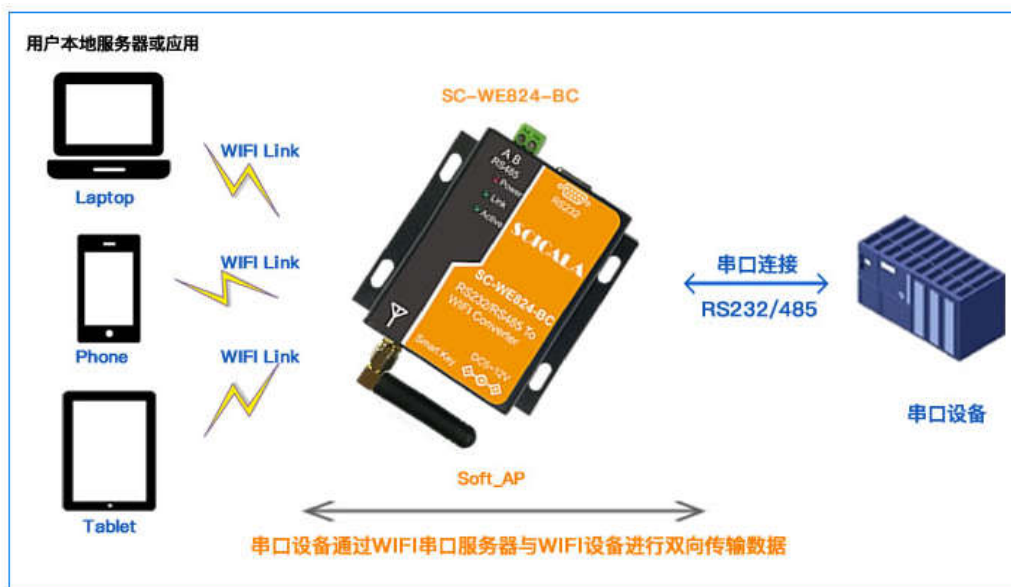 用户本地服务器或应用
SC-WE824-BC
WIFI Link
Laptop
WIFI Link
Phone
WIFI Link
Tablet
A B
RS485
Power
Link
Active
RS232
SCICALA
SC-WE824-BC
RS232/RS485 To
WIFI Converter
Smart Key
DC5~12V
串口连接
RS232/485
串口设备
Soft_AP
串口设备通过WIFI串口服务器与WIFI设备进行双向传输数据